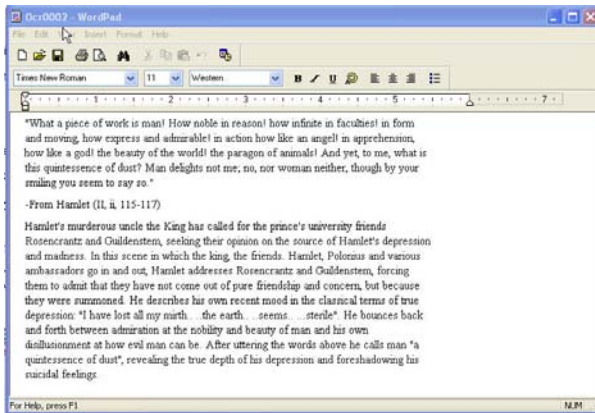 Ocr0002 - WordPad
File Edit View Insert Format Help
Times New Roman 11 Western B I U
1 2 3 4 5 7
"What a piece of work is man! How noble in reason! how infinite in faculties! in form
and moving, how express and admirable! in action how like an angel! in apprehension,
how like a god! the beauty of the world! the paragon of animals! And yet, to me, what is
this quintessence of dust? Man delights not me; no, nor woman neither, though by your
smiling you seem to say so."
-From Hamlet (II, ii, 115-117)
Hamlet's murderous uncle the King has called for the prince's university friends
Rosencrantz and Guildenstern, seeking their opinion on the source of Hamlet's depression
and madness. In this scene in which the king, the friends. Hamlet, Polonius and various
ambassadors go in and out, Hamlet addresses Rosencrantz and Guildenstern, forcing
them to admit that they have not come out of pure friendship and concern, but because
they were summoned. He describes his own recent mood in the classical terms of true
depression: "I have lost all my mirth. . .the earth. . .seems. . ...sterile". He bounces back
and forth between admiration at the nobility and beauty of man and his own
disillusionment at how evil man can be. After uttering the words above he calls man "a
quintessence of dust", revealing the true depth of his depression and foreshadowing his
suicidal feelings.
For Help, press F1 NUM